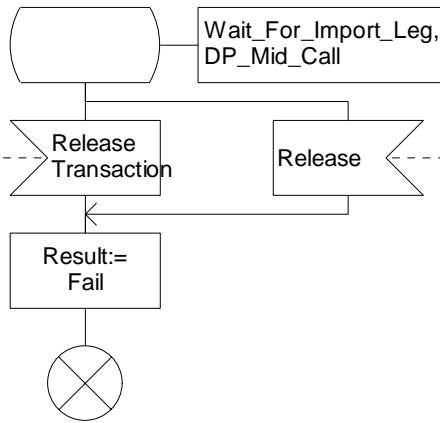 Wait_For_Import_Leg,
DP_Mid_Call
Release
Transaction
Release
Result:=
Fail